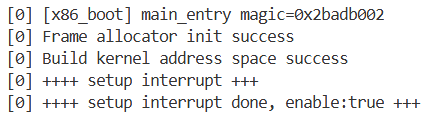 [0] [x86_boot] main_entry magic=0x2badb002
[0] Frame allocator init success
[0] Build kernel address space success
[0] ++++ setup interrupt +++
[0] ++++ setup interrupt done, enable:true +++